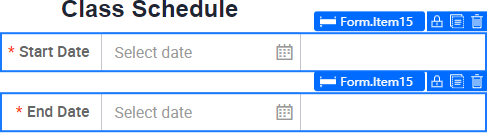 Class Schedule
Form.Item15
* Start Date Select date
Form.Item15
* End Date Select date